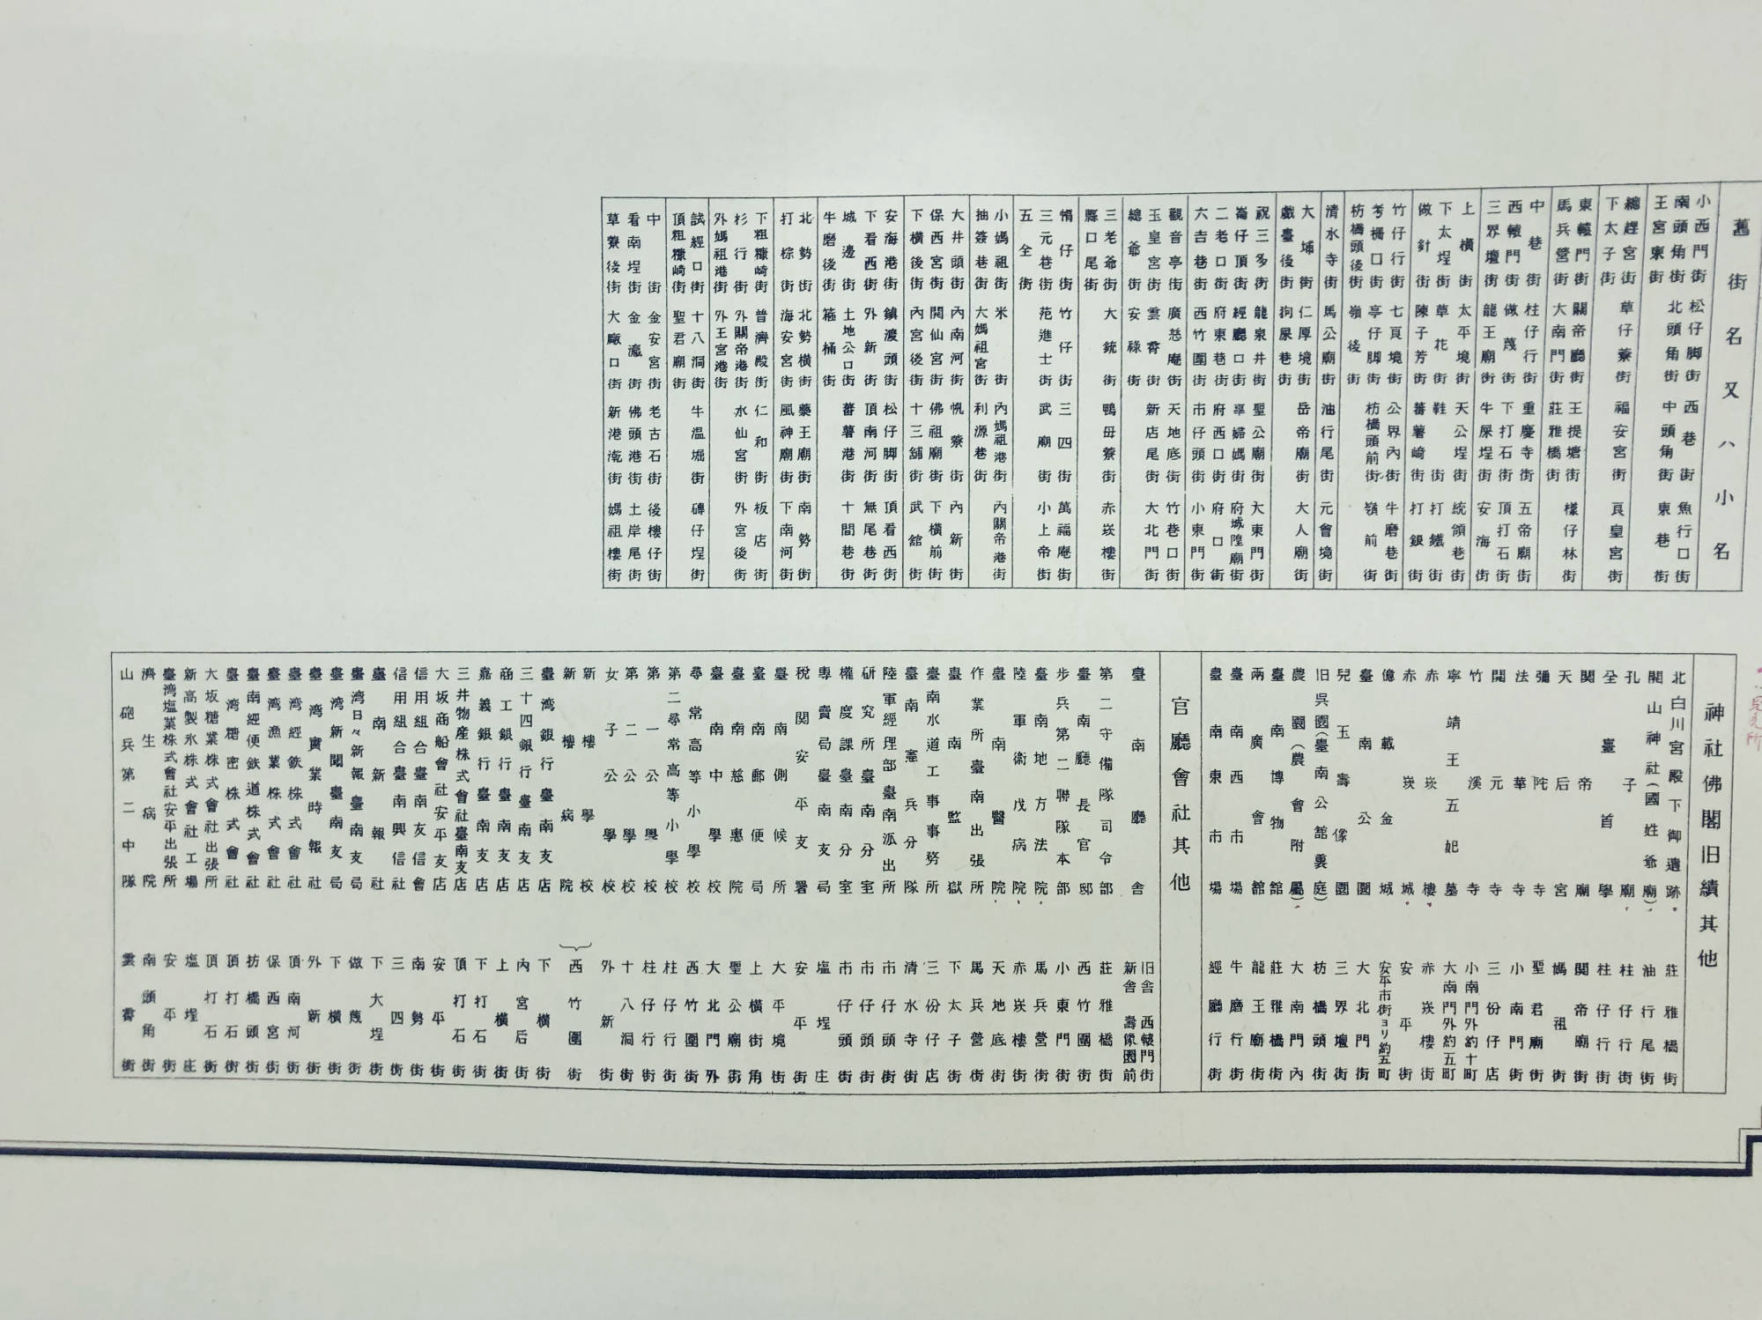 舊街名又ハ小名
小西門街 松仔脚街 西巷街 魚行口街
南頭角街 北頭角街 中頭角街 東巷街
王宮東街
總趕宮街 草仔藔街 福安宮街 良皇宮街
下太子街
東轅門街 關帝廳街 王提塘街 樣仔林街
馬兵營街 大南門街 莊雅橋街
中巷街 柱仔行街 重慶寺街 五帝廟街
西轅門街 做蔑街 下打石街 頂打石街
三界壇街 龍王廟街 牛屎埕街 安海街
上橫街 太平境街 天公埕街 統領巷街
下太埕街 草花街 鞋街 打鐵街
做針街 陳子芳街 蕃薯崎街 打銀街
竹仔行街 七頁境街 公界內街 牛磨巷街
考棚口街 亭仔脚街 枋橋頭前街 嶺前街
枋橋頭後街 嶺後街
清水寺街 馬公廟街 油行尾街 元會境街
大埔街 仁厚境街 岳帝廟街 大人廟街
戲臺後街 狗屎巷街
祝三多街 龍泉井街 聖公廟街 大東門街
崙仔頂街 經廳口街 辜婦媽街 府城隍廟街
二老口街 府東巷街 府西口街 府口街
六吉巷街 西竹圍街 市仔頭街 小東門街
觀音亭街 廣慈庵街 天地底街 竹巷口街
玉皇宮街 雲霄街 新店尾街 大北門街
總爺街 安祿街
三老爺街 大銃街 鴨母藔街 赤崁樓街
縣口尾街
帽仔街 竹仔街 三四街 萬福庵街
三元巷街 范進士街 武廟街 小上帝街
五全街
小媽祖街 米街 內媽祖港街 內關帝港街
抽簽巷街 大媽祖宮街 利源巷街
大井頭街 內南河街 帆藔街 內新街
保西宮街 開仙宮街 佛祖廟街 下橫前街
下橫後街 內宮後街 十三舖街 武館街
安海港街 鎮渡頭街 松仔脚街 頂看西街
下看西街 外新街 頂南河街 無尾巷街
城邊街 土地公口街 蕃薯港街 十間巷街
牛磨後街 箍桶街
北勢街 北勢橫街 藥王廟街 南勢街
打棕街 海安宮街 風神廟街 下南河街
下粗糠崎街 普濟殿街 仁和街 板店街
杉行街 外關帝港街 水仙宮街 外宮後街
外媽祖港街 外王宮港街
誥經口街 十八洞街 牛溫堀街 磚仔埕街
頂粗糠崎街 聖君廟街
中街 金安宮街 老古石街 後樓仔街
看南埕街 金瀛街 佛頭港街 土岸尾街
草藔後街 大廠口街 新港墘街 媽祖樓街
神社佛閣旧績其他
北白川宮殿下御遺跡 莊雅橋街
開山神社(國姓爺廟) 油行尾街
孔子廟 柱仔行街
全臺首學 柱仔行街
關帝廟 關帝廟街
天后宮 媽祖街
彌陀寺 聖君廟街
法華寺 小南門街
開元寺 三份仔店
竹溪寺 小南門外約十町
寧靖王五妃墓 大南門外約五町
赤崁樓 赤崁樓街
赤崁城 安平街
億載金城 安平市街ヨリ約五町
臺南公園 大北門街
兒玉壽像園 三界壇街
旧吳園(臺南公館裏庭) 枋橋頭街
農園(農會附屬) 大南門內
臺南博物館 莊雅橋街
兩廣會館 龍王廟街
臺南西市場 牛磨行街
臺南東市場 經廳行街
官廳會社其他
臺南廳舍 旧舍 西轅門街 新舍 壽像園前
第二守備隊司令部 莊雅橋街
臺南廳長官邸 西竹圍街
步兵第二聯隊本部 小東門街
臺南地方法院 馬兵營街
陸軍衛戍病院 赤崁樓街
臺南醫院 天地底街
作業所臺南出張所 馬兵營街
臺南監獄 下太子街
臺南水道工事事務所 三份仔店
臺南憲兵分隊 清水寺街
陸軍經理部臺南派出所 市仔頭街
研究所臺南分室 市仔頭街
權度課臺南分室 市仔頭街
專賣局臺南支局 塩埕庄
稅関安平支署 安平街
臺南測候所 大平境街
臺南郵便局 上橫街角
臺南慈惠院 聖公廟街
臺南中學校 大北門外
尋常高等小學校 西竹圍街
第二尋常高等小學校 柱仔行街
第一公學校 柱仔行街
第二公學校 十八洞街
女子公學校 外新街
新樓學校
新樓病院 西竹圍街
臺灣銀行臺南支店 下橫街
三十四銀行臺南支店 內宮后街
商工銀行臺南支店 上橫街
嘉義銀行臺南支店 下打石街
三井物産株式會社臺南支店 頂打石街
大坂商船會社安平支店 安平街
信用組合臺南支信會 南勢街
信用組合臺南興信社 三四街
臺南新報社 下大埕街
臺湾日々新報臺南支局 做蔑街
臺湾新聞臺南支局 下橫街
臺湾實業時報社 外新街
臺湾經鉄株式會社 頂南河街
臺湾漁業株式會社 保西宮街
臺南經便鉄道株式會社 枋橋頭街
臺湾糖密株式會社 頂打石街
大坂糖業株式會社出張所 頂打石街
新高製氷株式會社工場 塩埕庄
臺湾塩業株式會社安平出張所 安平街
濟生病院 南頭角街
山砲兵第二中隊 雲霄街